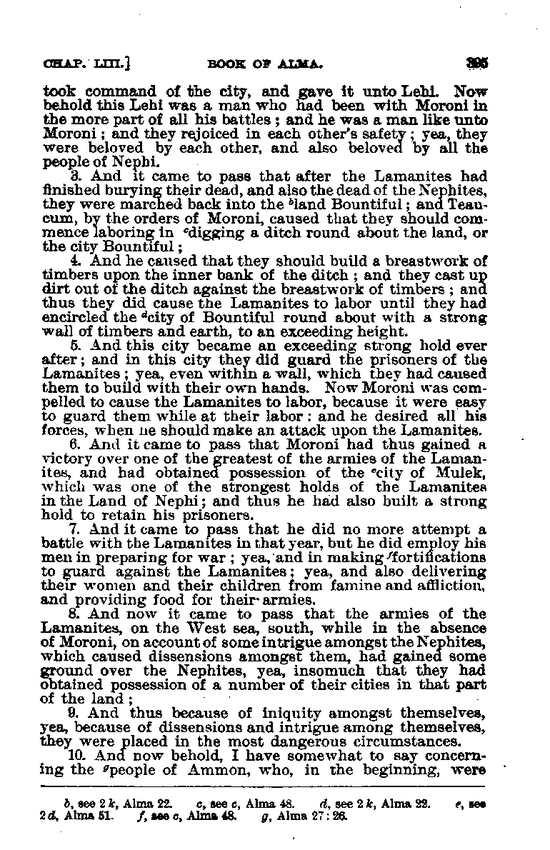 CHAP. LIII.] BOOK OF ALMA. 395
took command of the city, and gave it unto Lehi. Now
behold this Lehi was a man who had been with Moroni in
the more part of all his battles; and he was a man like unto
Moroni; and they rejoiced in each other's safety; yea, they
were beloved by each other, and also beloved by all the
people of Nephi.
3. And it came to pass that after the Lamanites had
finished burying their dead, and also the dead of the Nephites,
they were marched back into the bland Bountiful; and Tean-
cum, by the orders of Moroni, caused that they should com-
mence laboring in cdigging a ditch round about the land, or
the city Bountiful;
4. And he caused that they should build a breastwork of
timbers upon the inner bank of the ditch; and they cast up
dirt out of the ditch against the breastwork of timbers; and
thus they did cause the Lamanites to labor until they had
encircled the dcity of Bountiful round about with a strong
wall of timbers and earth, to an exceeding height.
5. And this city became an exceeding strong hold ever
after; and in this city they did guard the prisoners of the
Lamanites; yea, even within a wall, which they had caused
them to build with their own hands. Now Moroni was com-
pelled to cause the Lamanites to labor, because it were easy
to guard them while at their labor: and he desired all his
forces, when he should make an attack upon the Lamanites.
6. And it came to pass that Moroni had thus gained a
victory over one of the greatest of the armies of the Laman-
ites, and had obtained possession of the ecity of Mulek,
which was one of the strongest holds of the Lamanites
in the Land of Nephi; and thus he had also built a strong
hold to retain his prisoners.
7. And it came to pass that he did no more attempt a
battle with the Lamanites in that year, but he did employ his
men in preparing for war; yea, and in making ffortifications
to guard against the Lamanites; yea, and also delivering
their women and their children from famine and affliction,
and providing food for their armies.
8. And now it came to pass that the armies of the
Lamanites, on the West sea, south, while in the absence
of Moroni, on account of some intrigue amongst the Nephites,
which caused dissensions amongst them, had gained some
ground over the Nephites, yea, insomuch that they had
obtained possession of a number of their cities in that part
of the land;
9. And thus because of iniquity amongst themselves,
yea, because of dissensions and intrigue among themselves,
they were placed in the most dangerous circumstances.
10. And now behold, I have somewhat to say concern-
ing the gpeople of Ammon, who, in the beginning, were
b, see 2 k, Alma 22. c, see c, Alma 48. d, see 2 k, Alma 22. e, see
2 d, Alma 51. f, see c, Alma 48. g, Alma 27: 26.